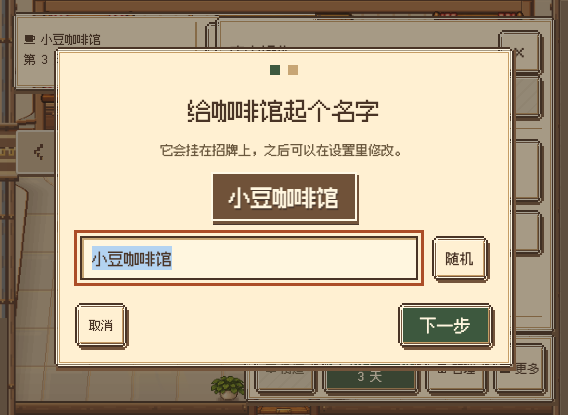 小豆咖啡馆
第 3
×
给咖啡馆起个名字
它会挂在招牌上，之后可以在设置里修改。
小豆咖啡馆
小豆咖啡馆
随机
取消
下一步
3 天
更多